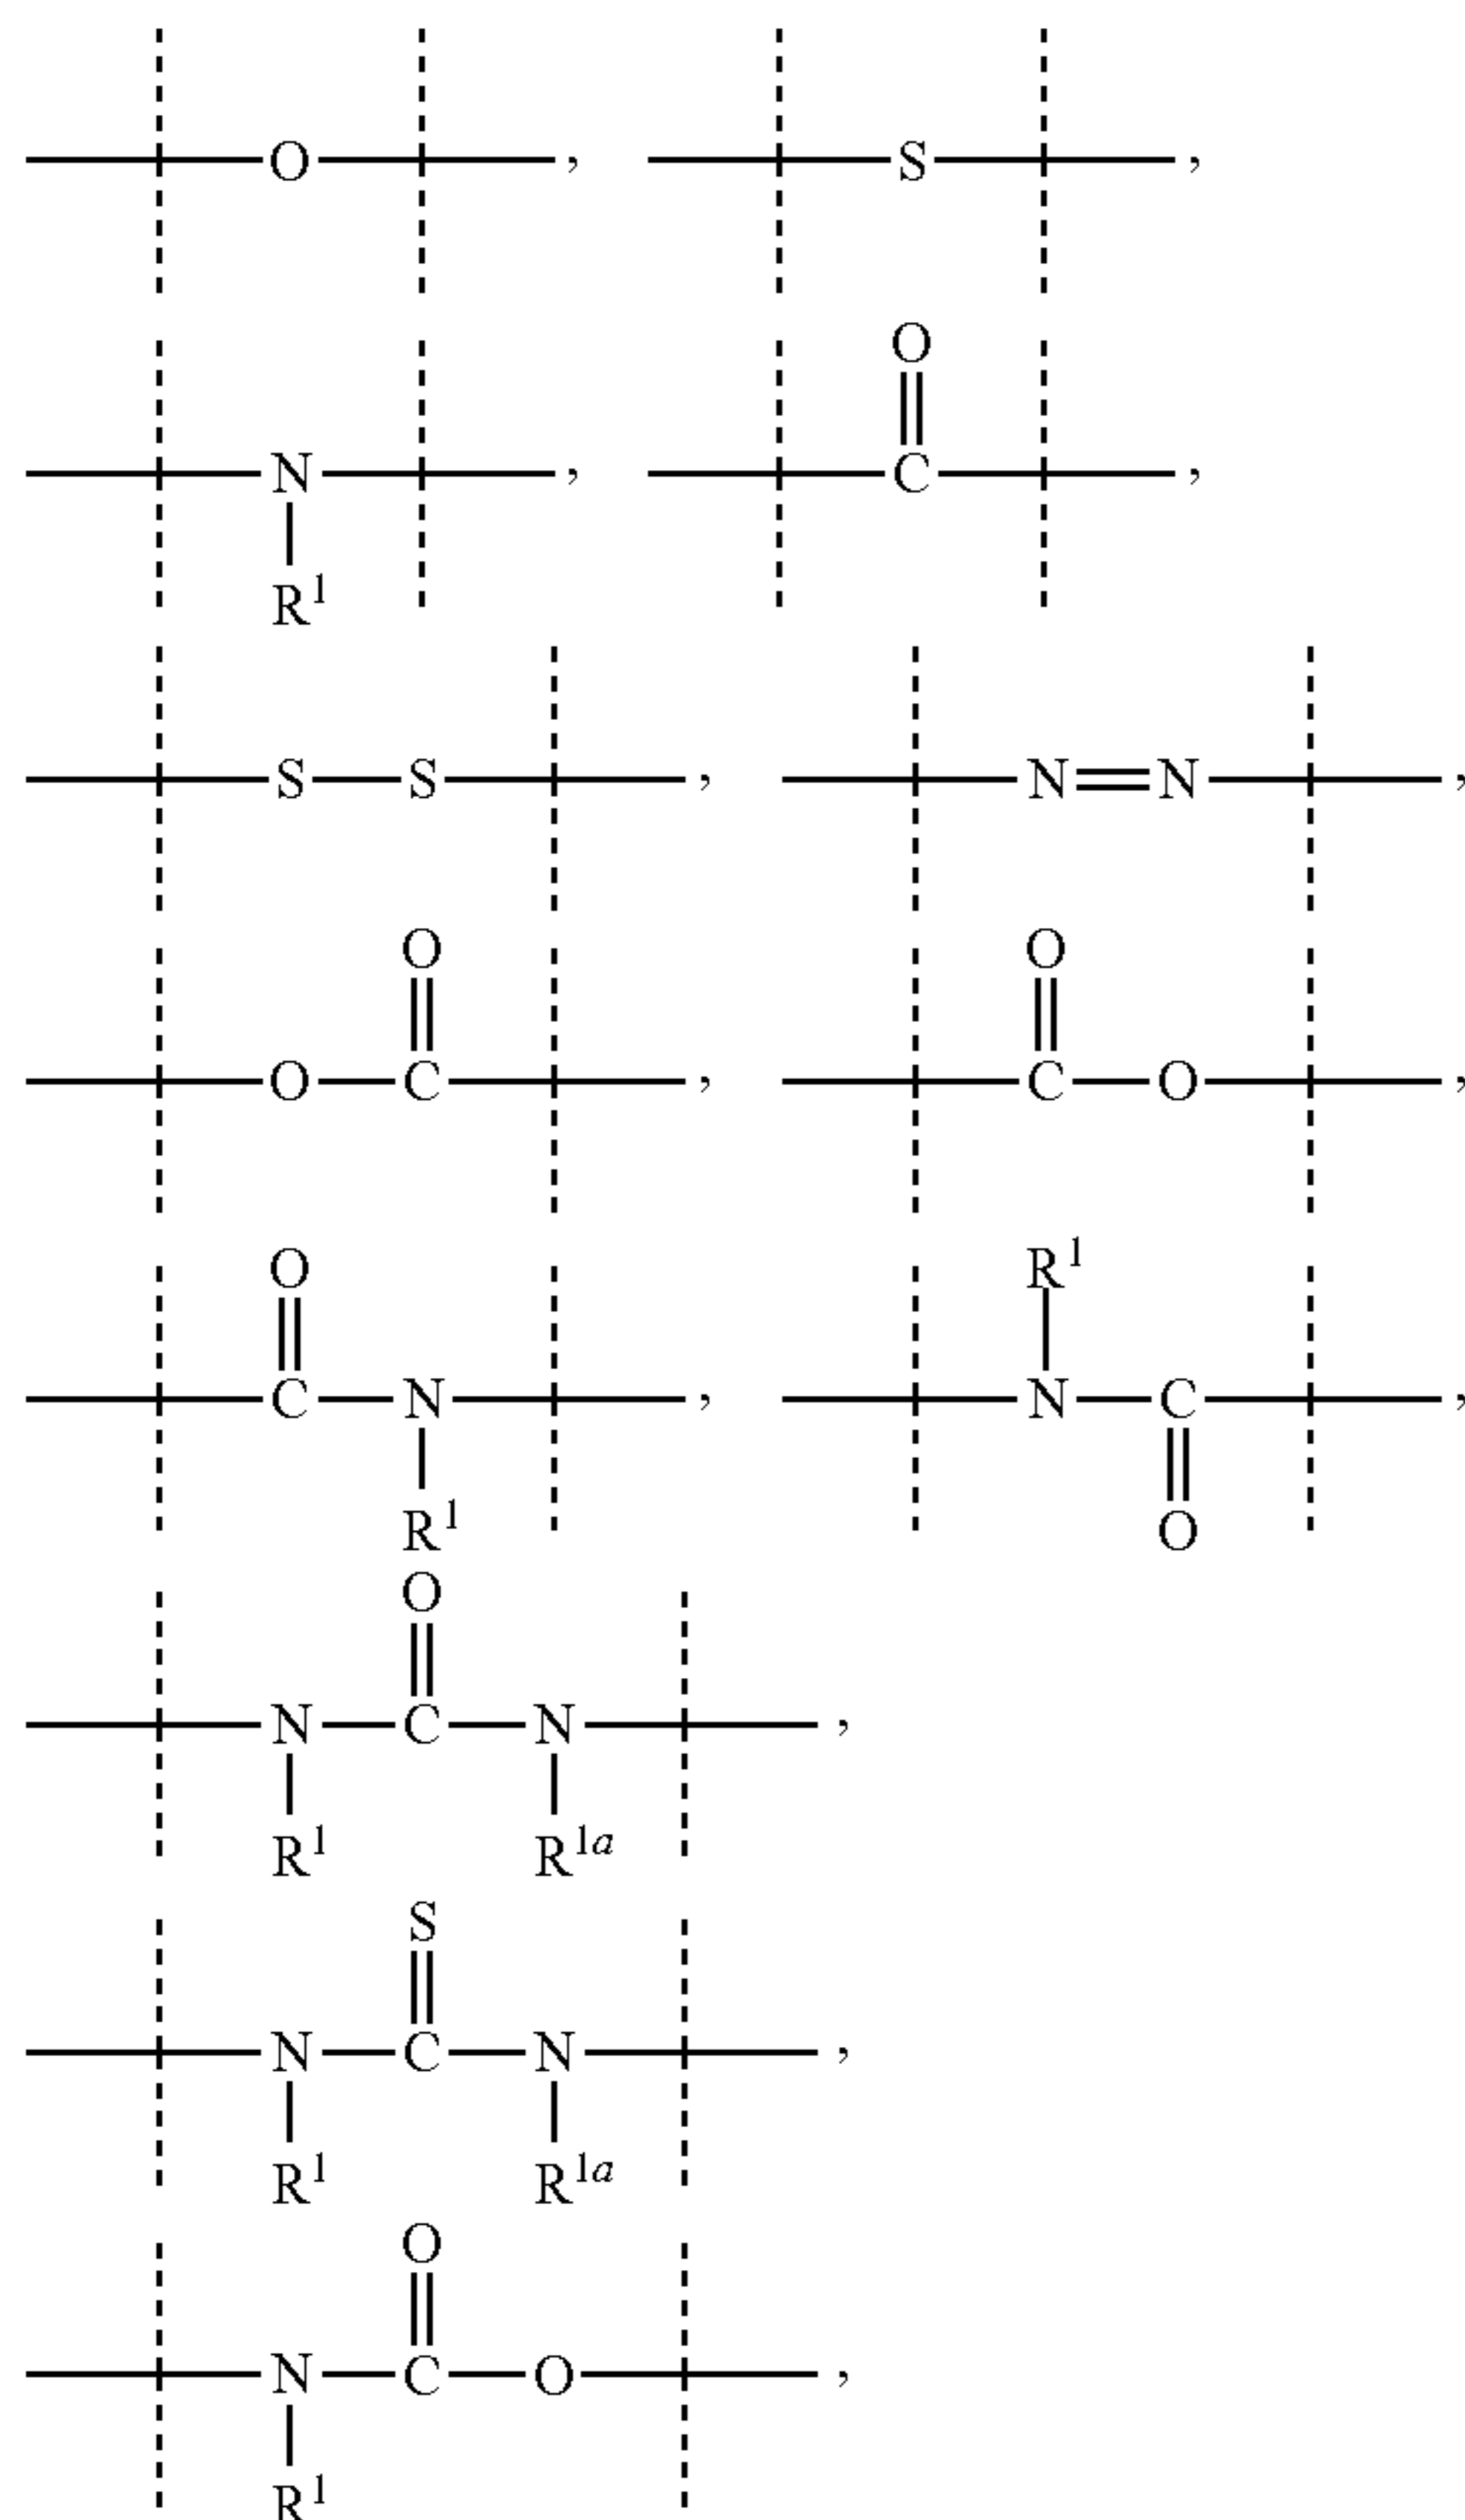 O , S ,
O
N , C ,
R¹
S S , N N ,
O O
O C , C O ,
O R¹
C N , N C ,
R¹ O
O
N C N ,
R¹ R¹ᵃ
S
N C N ,
R¹ R¹ᵃ
O
N C O ,
R¹